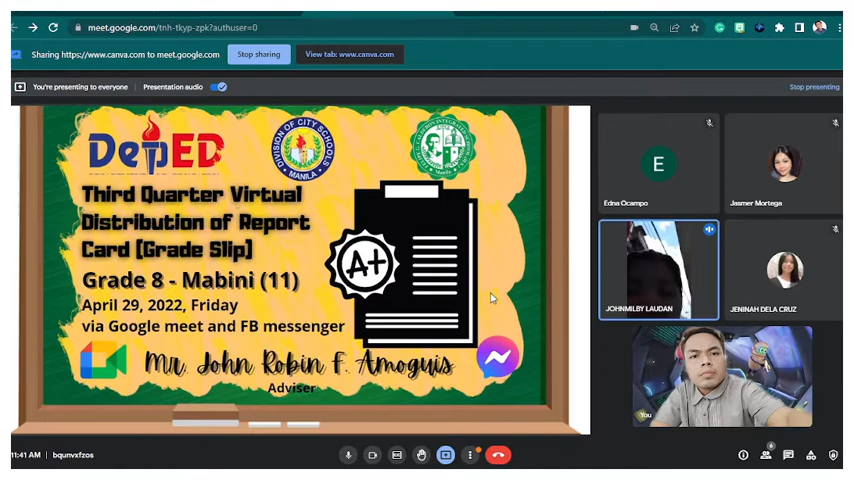 meet.google.com/tnh-tkyp-zpk?authuser=0
Sharing https://www.canva.com to meet.google.com
Stop sharing
View tab: www.canva.com
You're presenting to everyone
Presentation audio
Stop presenting
DepED
DIVISION OF CITY SCHOOLS
MANILA
Third Quarter Virtual
Distribution of Report
Card (Grade Slip)
Grade 8 - Mabini (11)
April 29, 2022, Friday
via Google meet and FB messenger
Mr. John Robin F. Amoguis
Adviser
A+
E
Edna Ocampo
Jasmer Mortega
JOHNMILBY LAUDAN
JENINAH DELA CRUZ
You
11:41 AM
bqunvxfzos
6